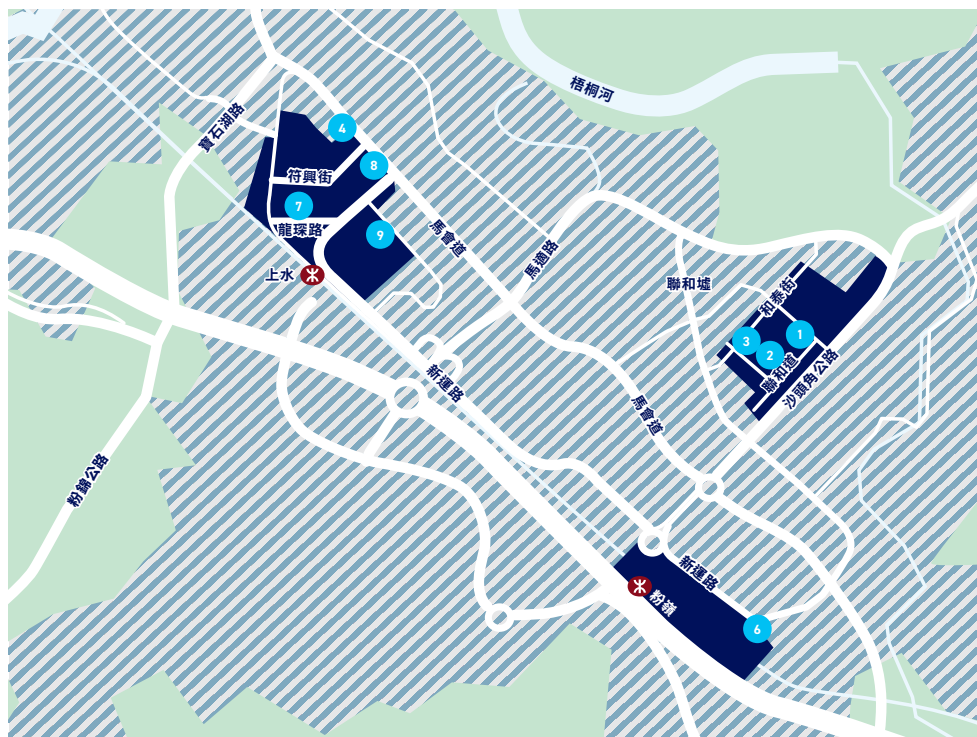 梧桐河
寶石湖路
4
8
符興街
7
龍琛路
9
馬會道
馬適路
上水
聯和墟
和泰街
1
3
2
聯和道
沙頭角公路
新運路
馬會道
粉錦公路
新運路
粉嶺
6